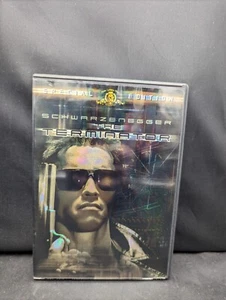 SPECIAL EDITION
SCHWARZENEGGER
THE
TERMINATOR